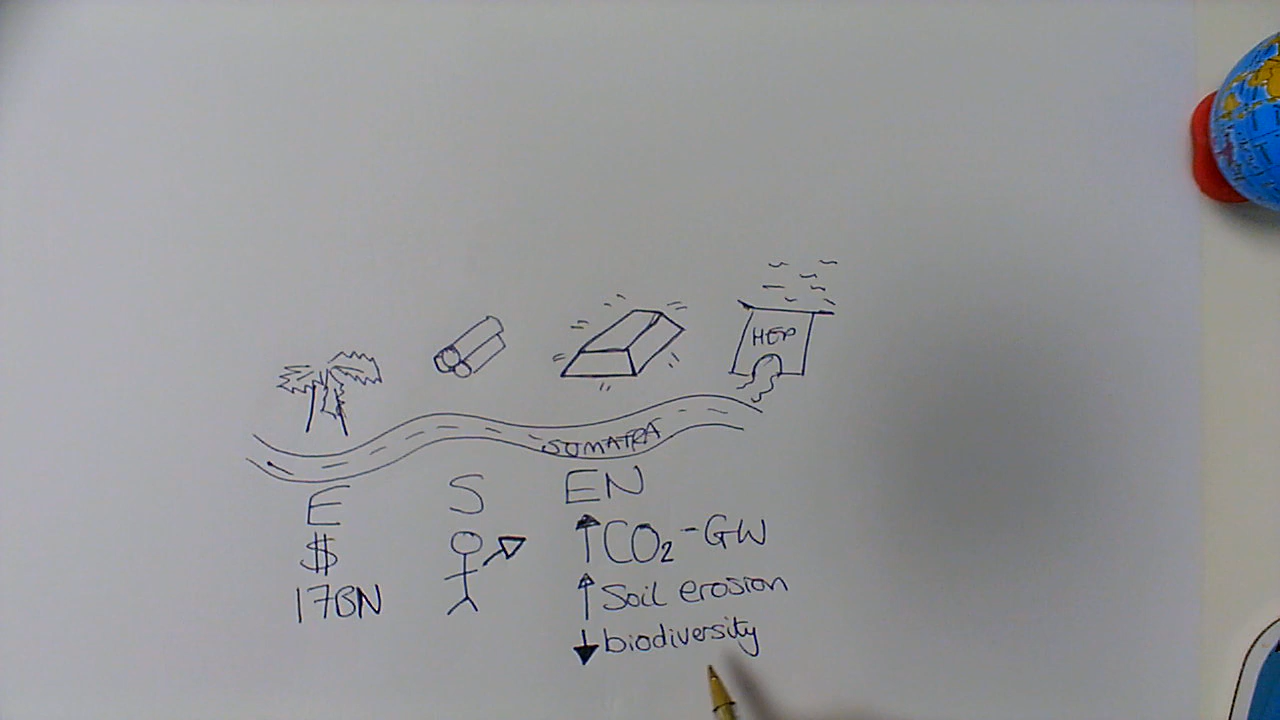 HEP
SUMATRA
E S EN
$
17BN
↑CO₂-GW
↑Soil erosion
↓biodiversity